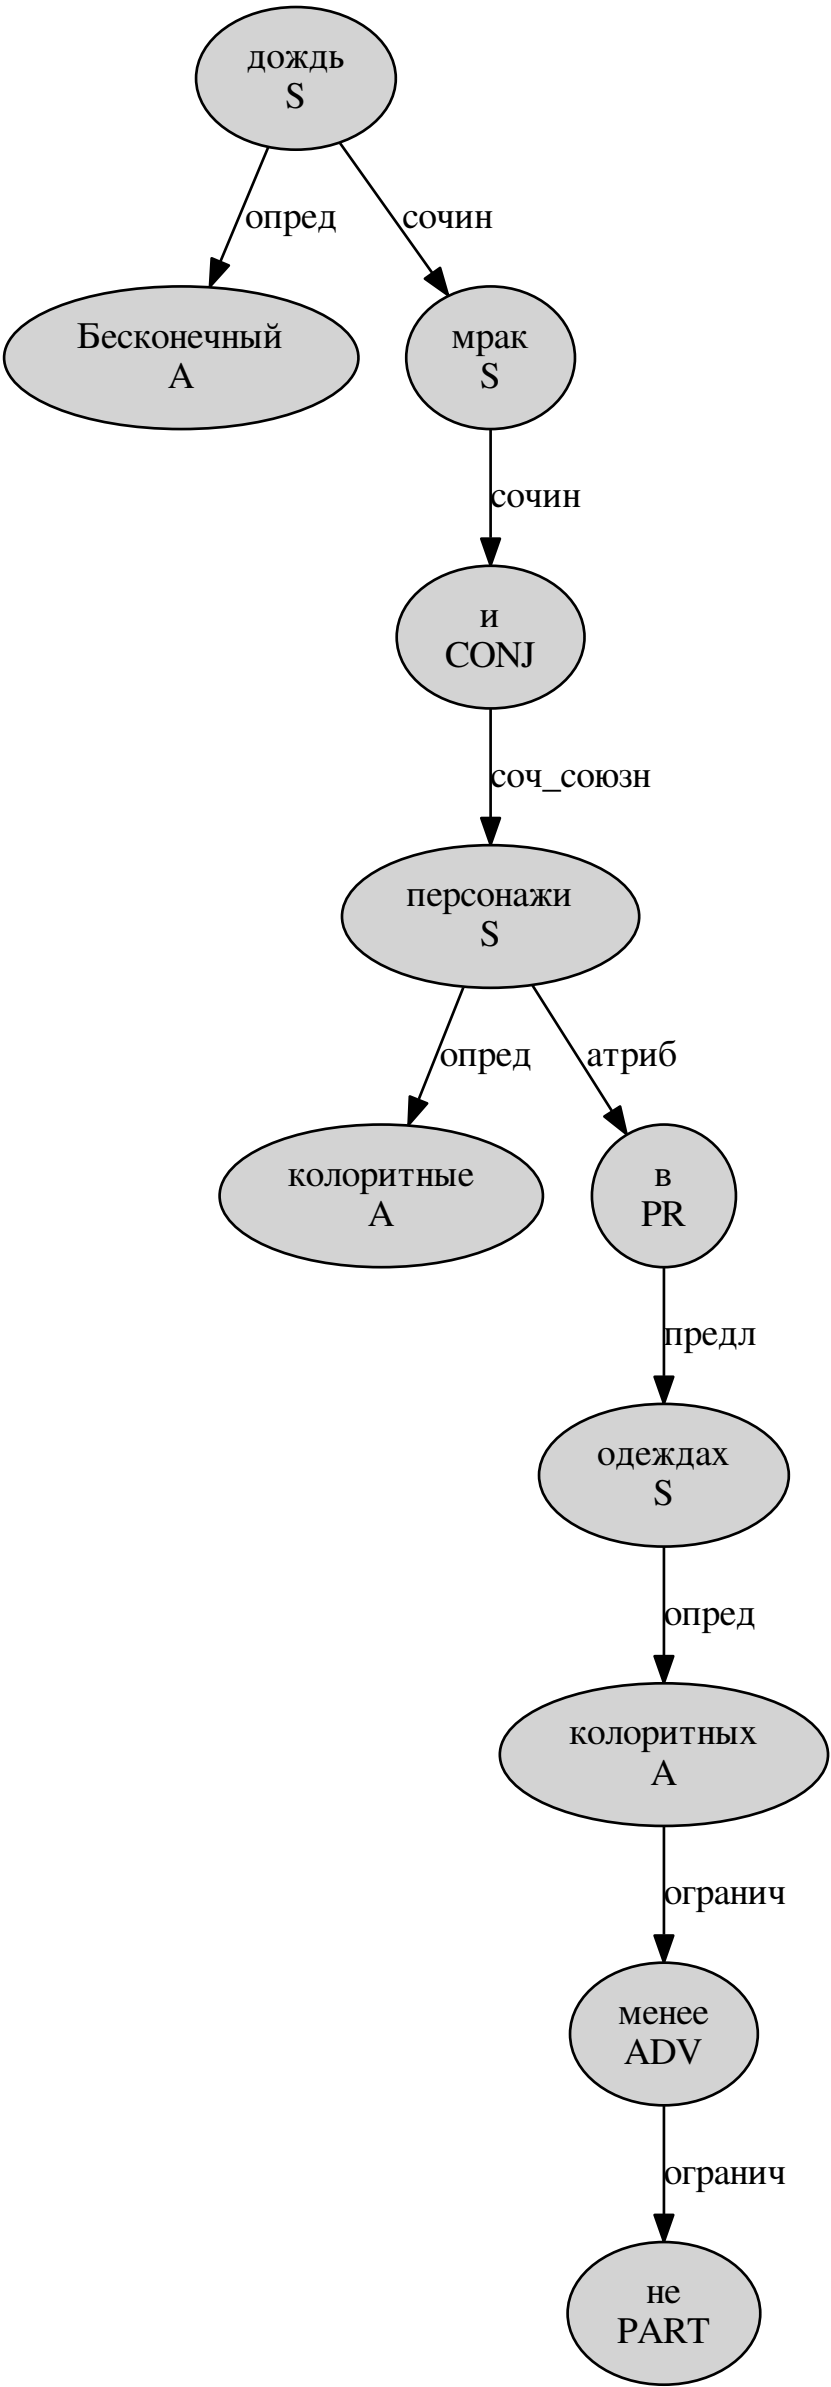 дождь
S
опред
сочин
Бесконечный
A
мрак
S
сочин
и
CONJ
соч_союзн
персонажи
S
опред
атриб
колоритные
A
в
PR
предл
одеждах
S
опред
колоритных
A
огранич
менее
ADV
огранич
не
PART